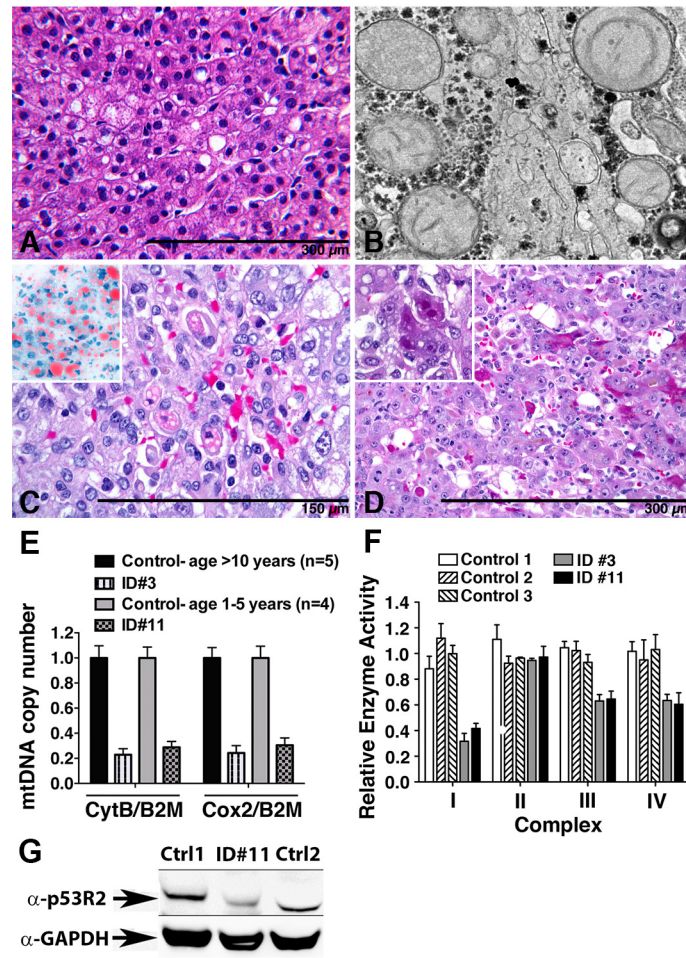 A
300 μm
B
C
150 μm
D
300 μm
E
Control- age >10 years (n=5)
ID#3
Control- age 1-5 years (n=4)
ID#11
mtDNA copy number
1.2
1.0
0.8
0.6
0.4
0.2
0.0
CytB/B2M Cox2/B2M
F
Control 1 ID #3
Control 2 ID #11
Control 3
Relative Enzyme Activity
1.4
1.2
1.0
0.8
0.6
0.4
0.2
0.0
I II III IV
Complex
G
Ctrl1 ID#11 Ctrl2
α-p53R2
α-GAPDH